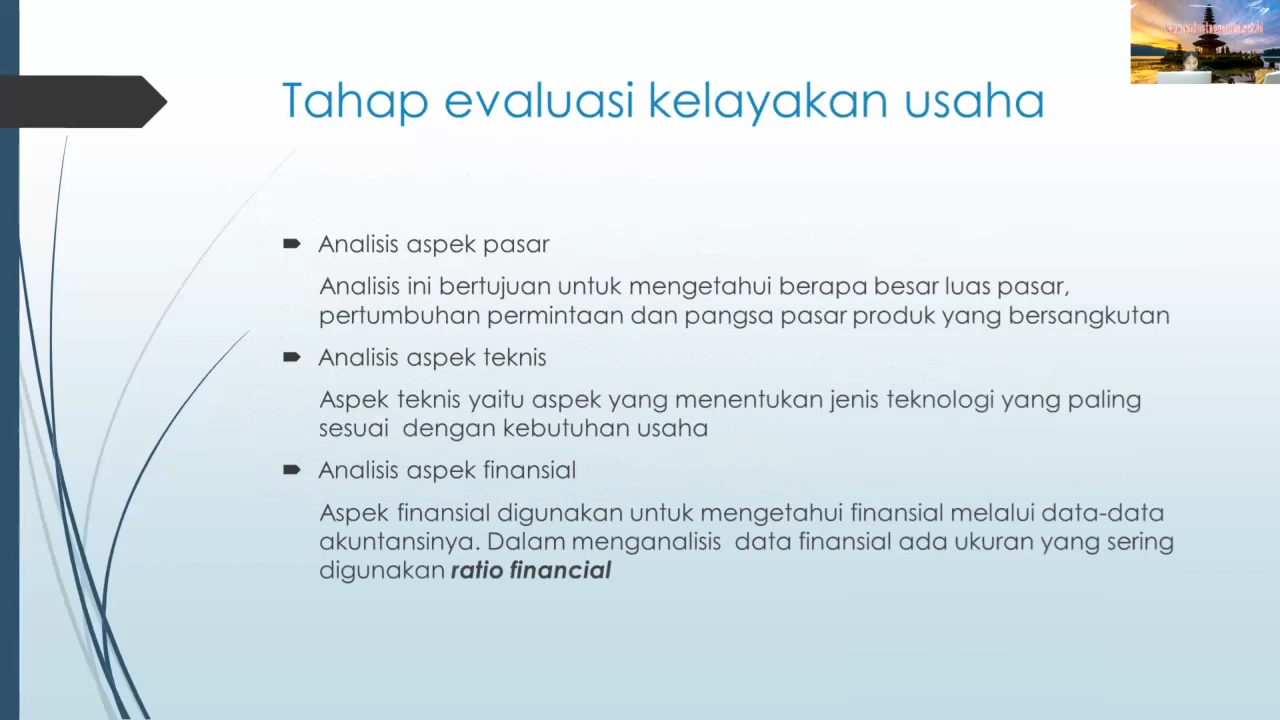 Tahap evaluasi kelayakan usaha
Analisis aspek pasar
Analisis ini bertujuan untuk mengetahui berapa besar luas pasar,
pertumbuhan permintaan dan pangsa pasar produk yang bersangkutan
Analisis aspek teknis
Aspek teknis yaitu aspek yang menentukan jenis teknologi yang paling
sesuai dengan kebutuhan usaha
Analisis aspek finansial
Aspek finansial digunakan untuk mengetahui finansial melalui data-data
akuntansinya. Dalam menganalisis data finansial ada ukuran yang sering
digunakan ratio financial